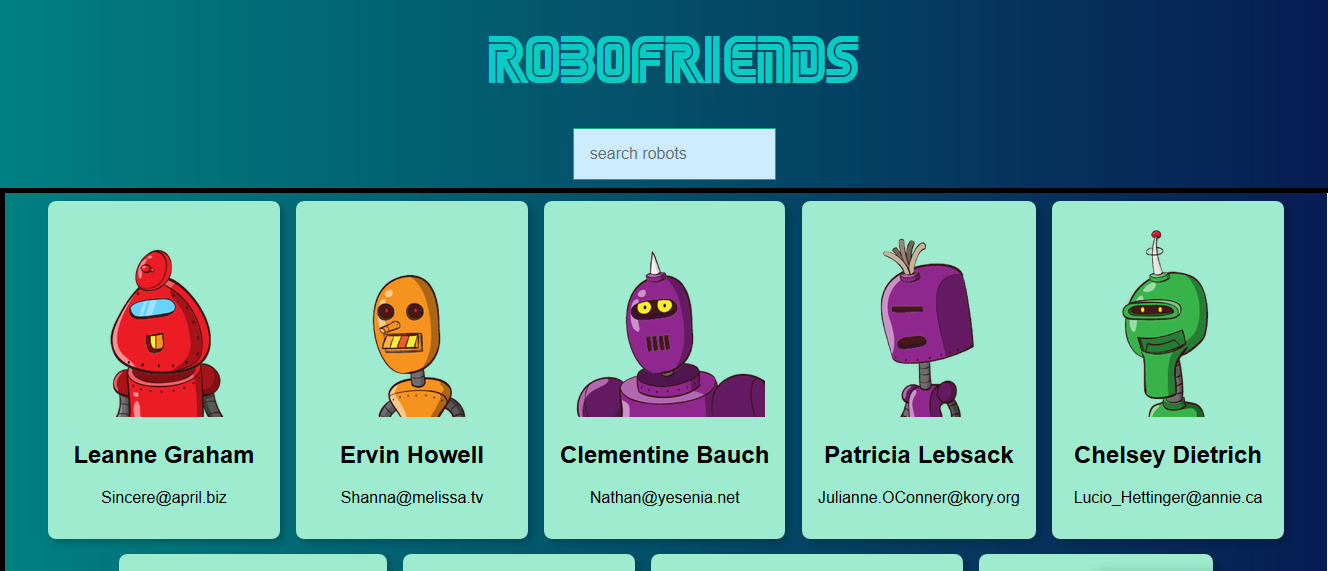 ROBOFRIENDS
search robots
Leanne Graham
Sincere@april.biz
Ervin Howell
Shanna@melissa.tv
Clementine Bauch
Nathan@yesenia.net
Patricia Lebsack
Julianne.OConner@kory.org
Chelsey Dietrich
Lucio_Hettinger@annie.ca